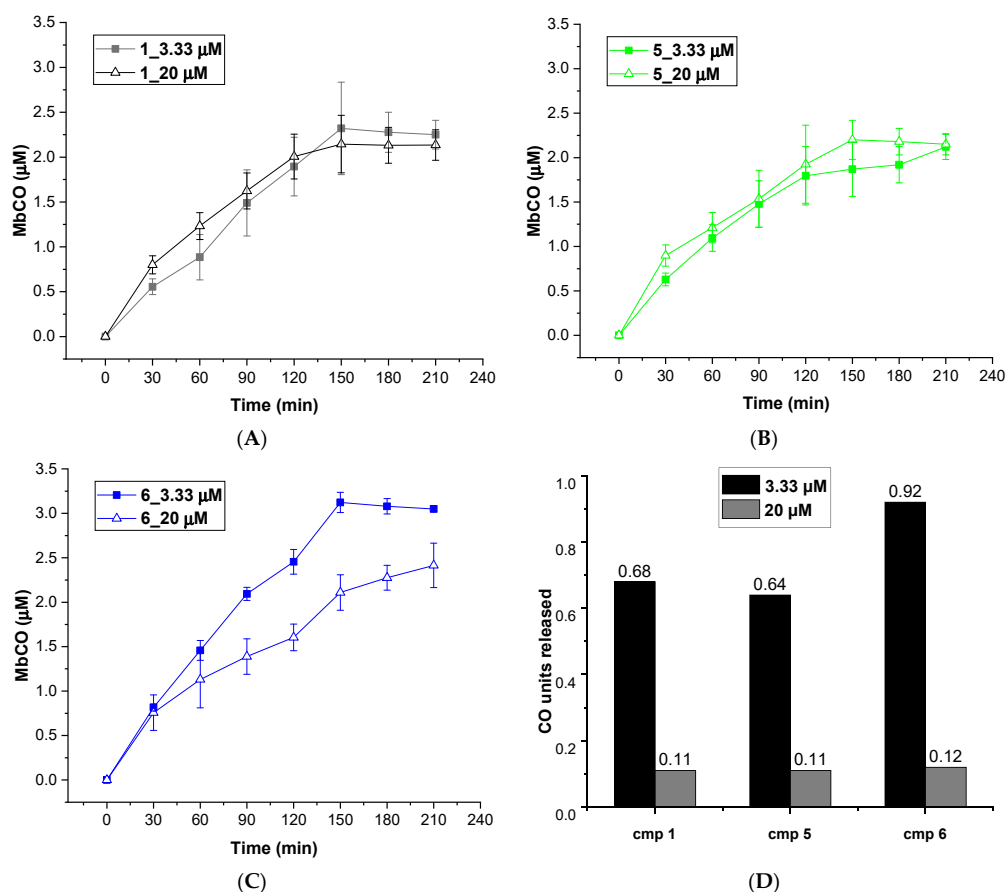 1_3.33 μM
1_20 μM
MbCO (μM)
3.5
3.0
2.5
2.0
1.5
1.0
0.5
0.0
0 30 60 90 120 150 180 210 240
Time (min)
(A)
5_3.33 μM
5_20 μM
MbCO (μM)
3.5
3.0
2.5
2.0
1.5
1.0
0.5
0.0
0 30 60 90 120 150 180 210 240
Time (min)
(B)
6_3.33 μM
6_20 μM
MbCO (μM)
3.5
3.0
2.5
2.0
1.5
1.0
0.5
0.0
0 30 60 90 120 150 180 210 240
Time (min)
(C)
3.33 μM
20 μM
CO units released
1.0
0.8
0.6
0.4
0.2
0.0
0.68
0.11
0.64
0.11
0.92
0.12
cmp 1 cmp 5 cmp 6
(D)